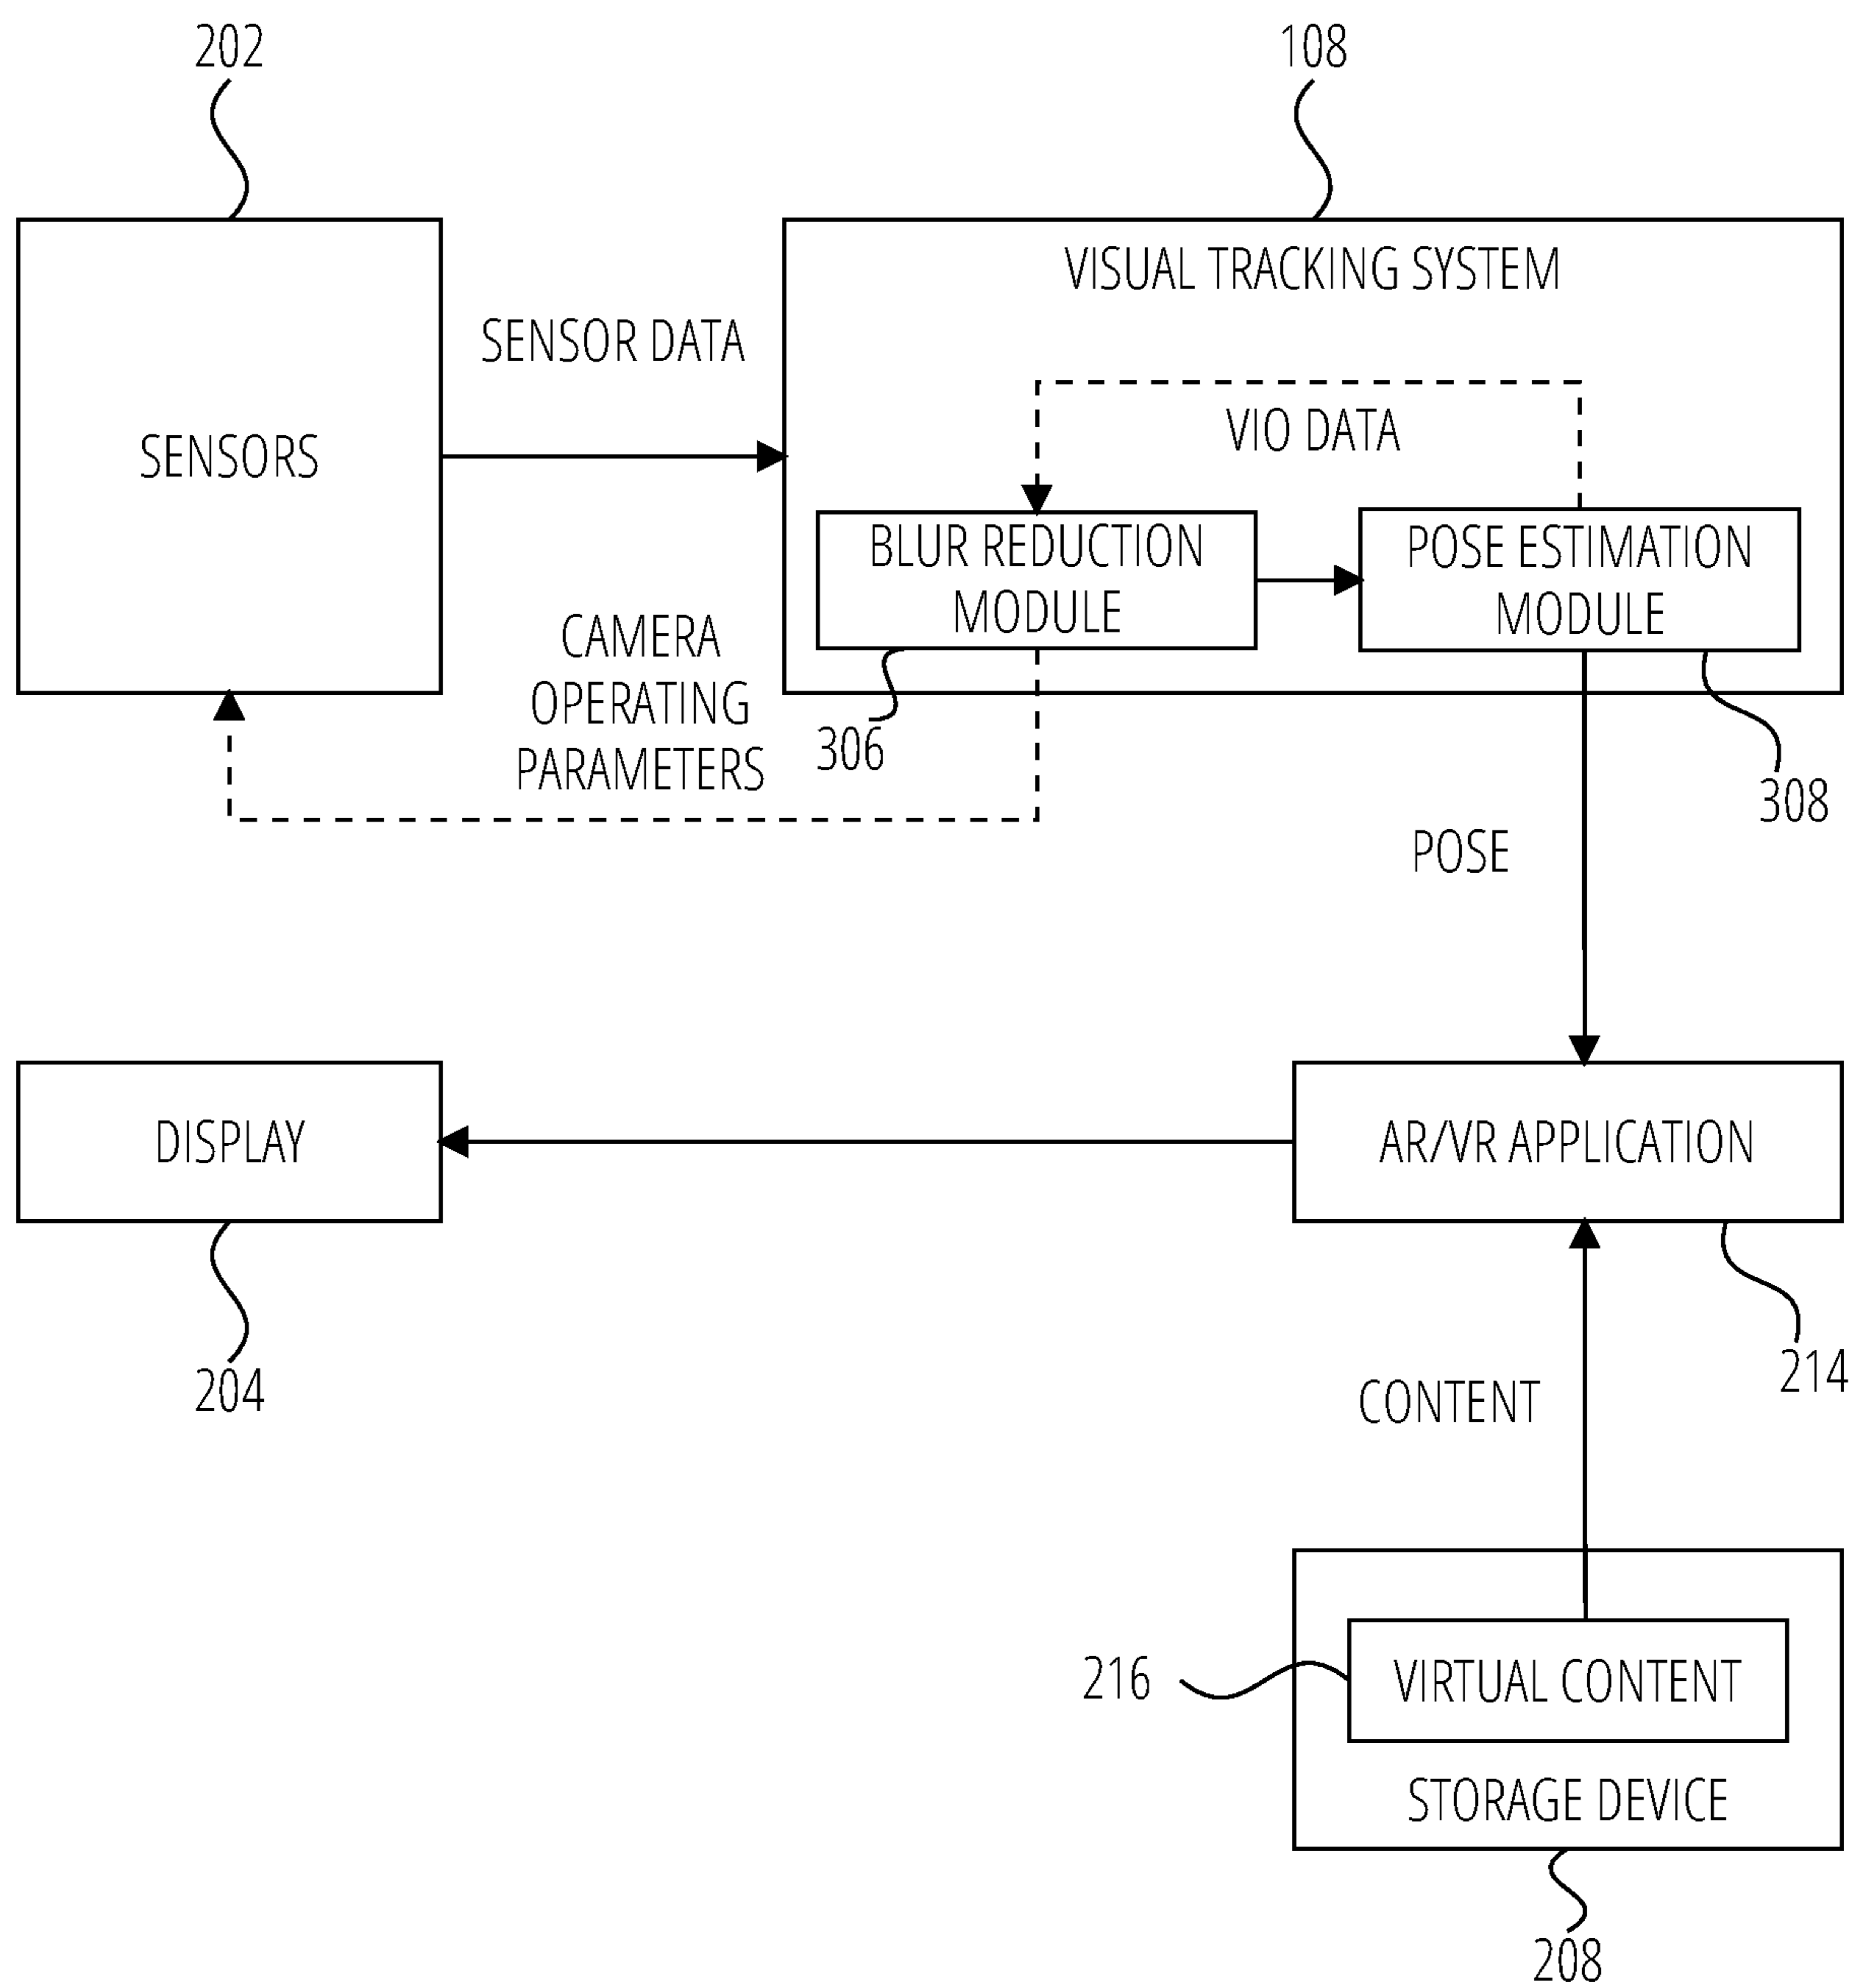 202
108
VISUAL TRACKING SYSTEM
SENSOR DATA
SENSORS
VIO DATA
BLUR REDUCTION
MODULE
POSE ESTIMATION
MODULE
CAMERA
OPERATING
PARAMETERS
306
308
POSE
DISPLAY
AR/VR APPLICATION
204
214
CONTENT
216
VIRTUAL CONTENT
STORAGE DEVICE
208